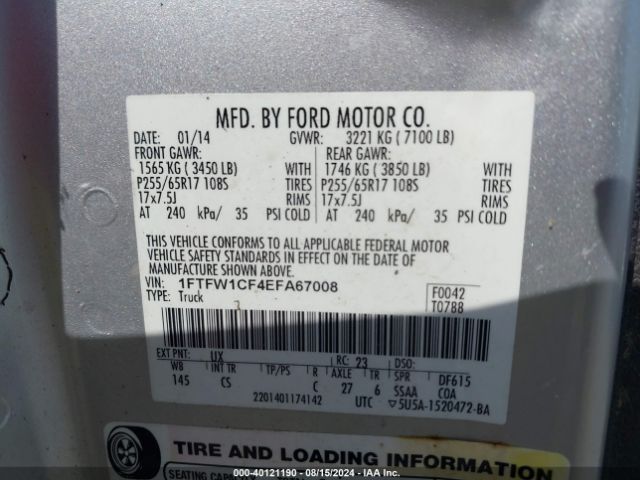 MFD. BY FORD MOTOR CO.
DATE: 01/14 GVWR: 3221 KG ( 7100 LB)
FRONT GAWR: REAR GAWR:
1565 KG ( 3450 LB) WITH 1746 KG ( 3850 LB) WITH
P255/65R17 108S TIRES P255/65R17 108S TIRES
17x7.5J RIMS 17x7.5J RIMS
AT 240 kPa/ 35 PSI COLD AT 240 kPa/ 35 PSI COLD
THIS VEHICLE CONFORMS TO ALL APPLICABLE FEDERAL MOTOR
VEHICLE SAFETY STANDARDS IN EFFECT ON THE DATE OF
MANUFACTURE SHOWN ABOVE.
VIN: 1FTFW1CF4EFA67008 F0042
TYPE: Truck T0788
EXT PNT: UX RC: 23 DSO:
WB INT TR TP/PS R AXLE TR SPR DF615
145 CS C 27 6 SSAA COA
2201401174142 UTC ▽5U5A-1520472-BA
TIRE AND LOADING INFORMATION
SEATING CAPACITY
000-40121190 - 08/15/2024 - IAA Inc.